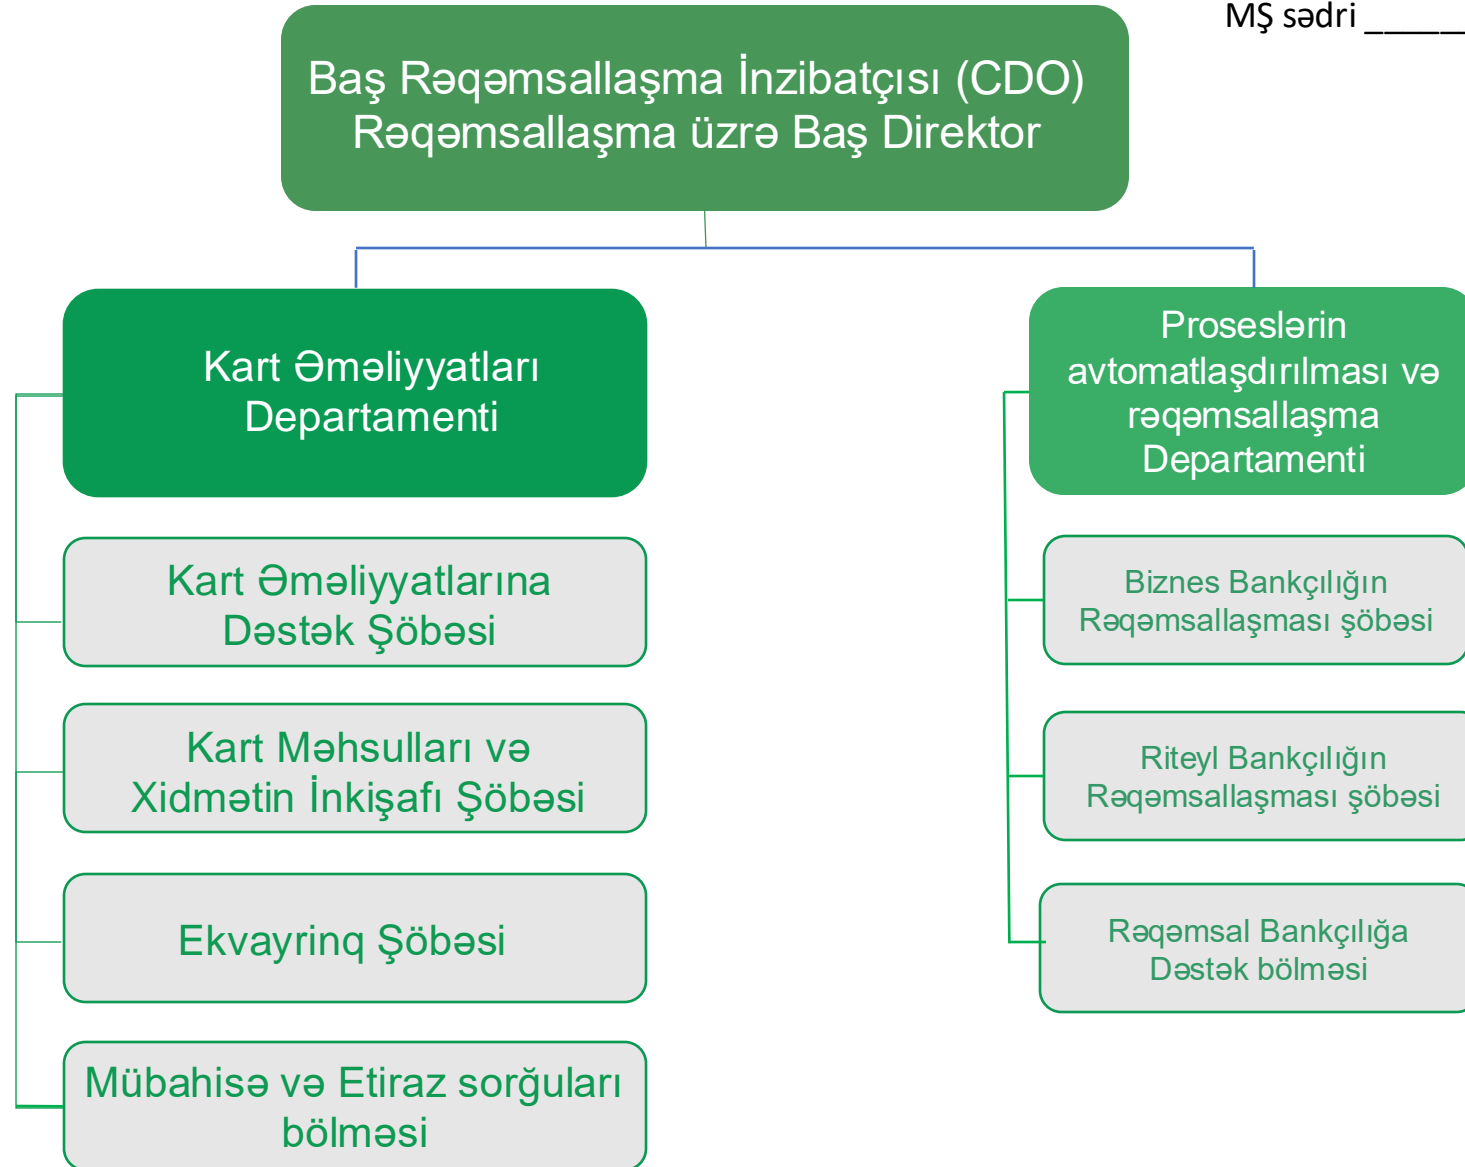 MŞ sədri ______
Baş Rəqəmsallaşma İnzibatçısı (CDO)
Rəqəmsallaşma üzrə Baş Direktor
Kart Əməliyyatları
Departamenti
Kart Əməliyyatlarına
Dəstək Şöbəsi
Kart Məhsulları və
Xidmətin İnkişafı Şöbəsi
Ekvayrinq Şöbəsi
Mübahisə və Etiraz sorğuları
bölməsi
Proseslərin
avtomatlaşdırılması və
rəqəmsallaşma
Departamenti
Biznes Bankçılığın
Rəqəmsallaşması şöbəsi
Riteyl Bankçılığın
Rəqəmsallaşması şöbəsi
Rəqəmsal Bankçılığa
Dəstək bölməsi